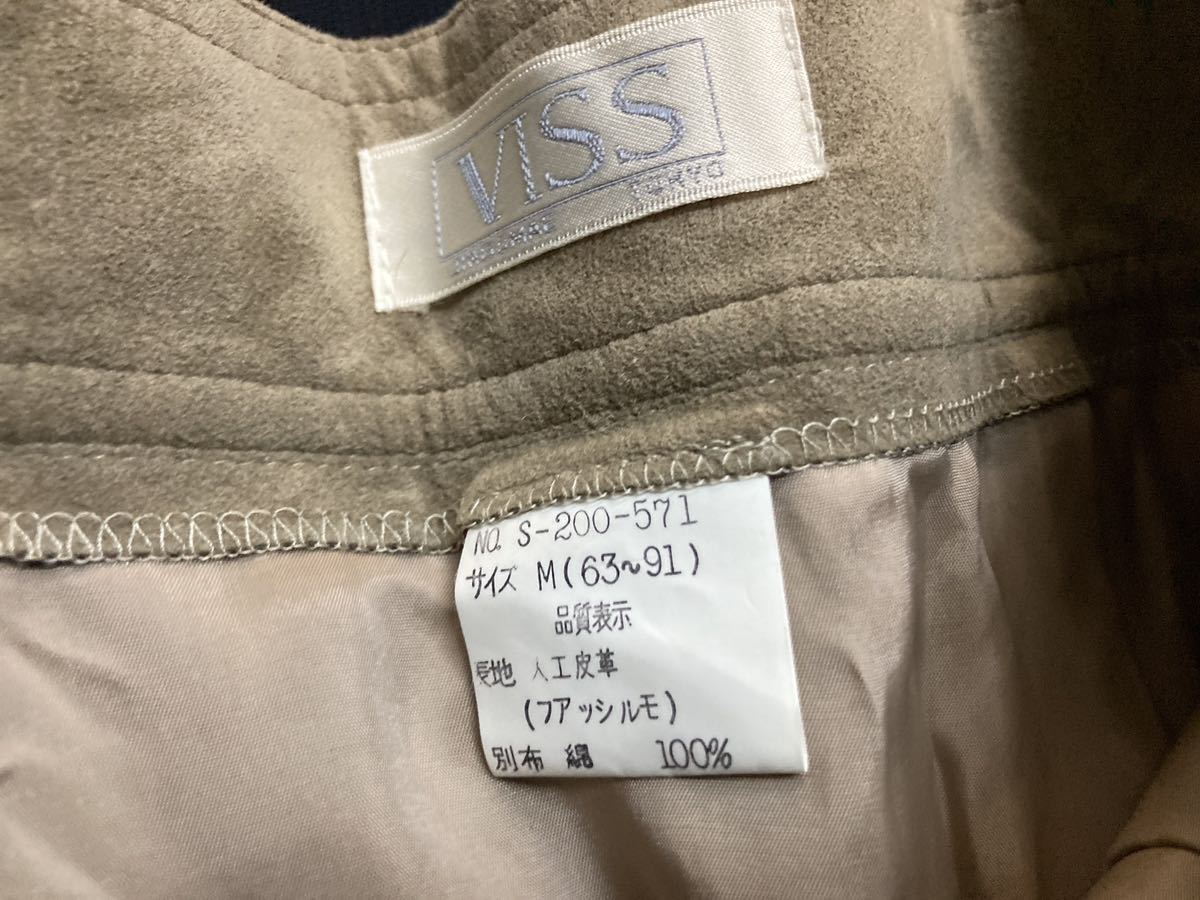 VISS
TOKYO
NO. S-200-571
サイズ M(63~91)
品質表示
表地 人工皮革
(フアッシルモ)
別布 綿 100%